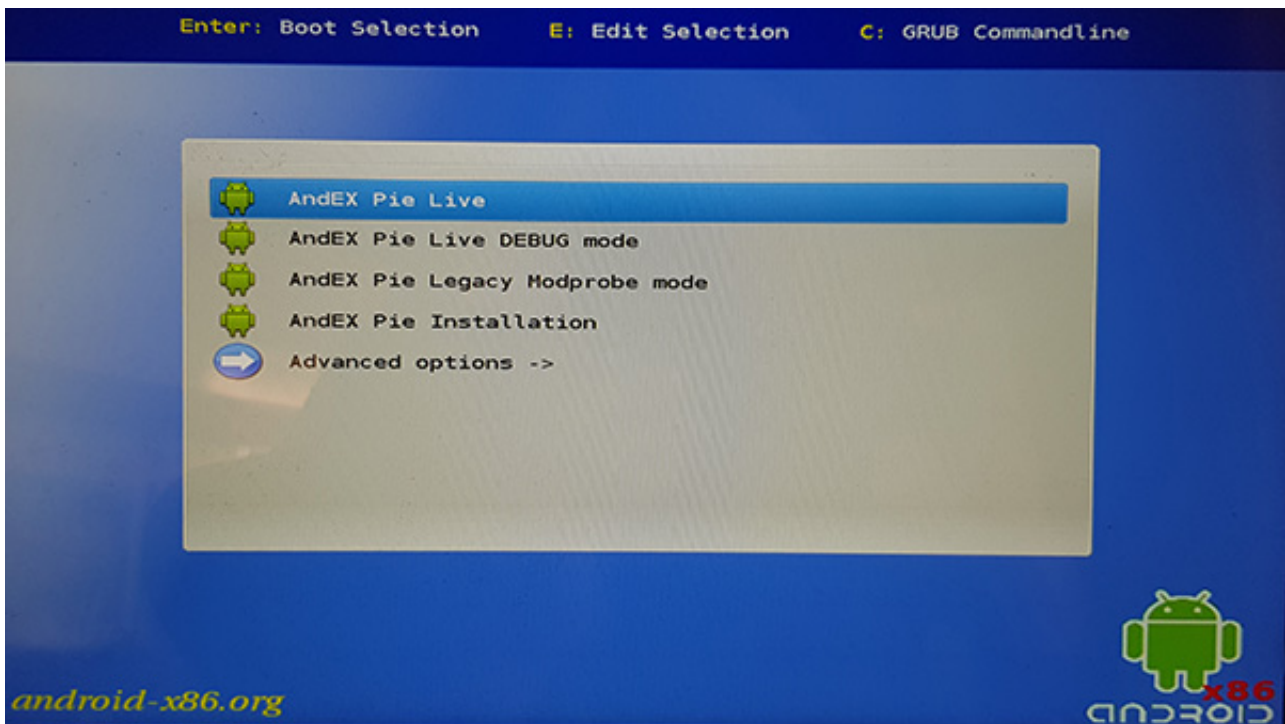 Enter: Boot Selection E: Edit Selection C: GRUB Commandline
AndEX Pie Live
AndEX Pie Live DEBUG mode
AndEX Pie Legacy Modprobe mode
AndEX Pie Installation
Advanced options ->
android-x86.org
x86
ANDROID